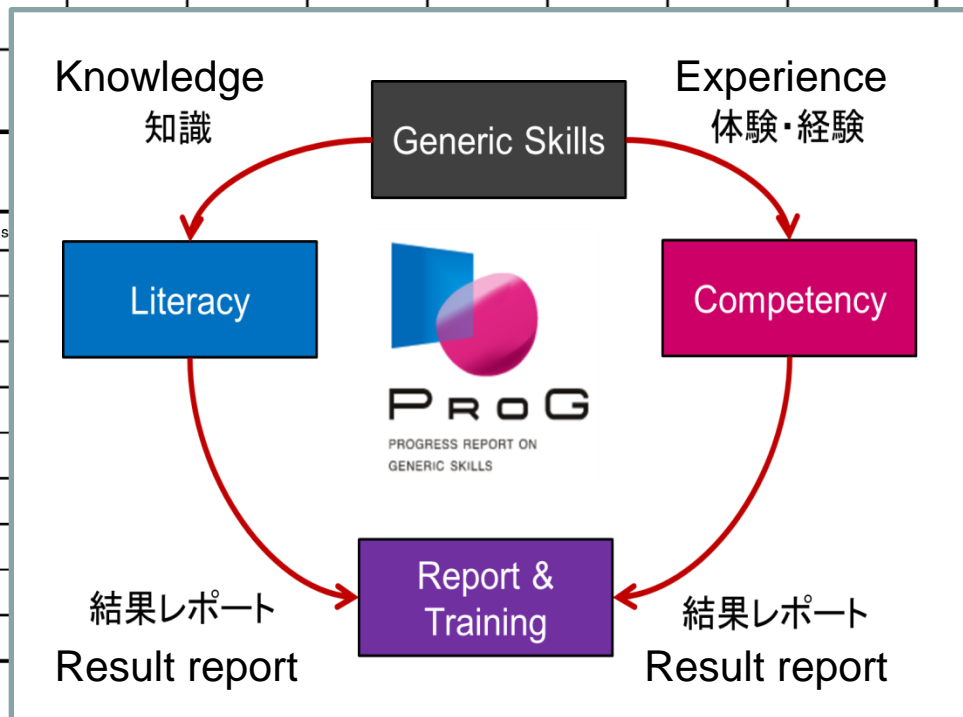 Knowledge
知識
Generic Skills
Experience
体験・経験
s
Literacy
Competency
PROG
PROGRESS REPORT ON
GENERIC SKILLS
Report &
Training
結果レポート
Result report
結果レポート
Result report